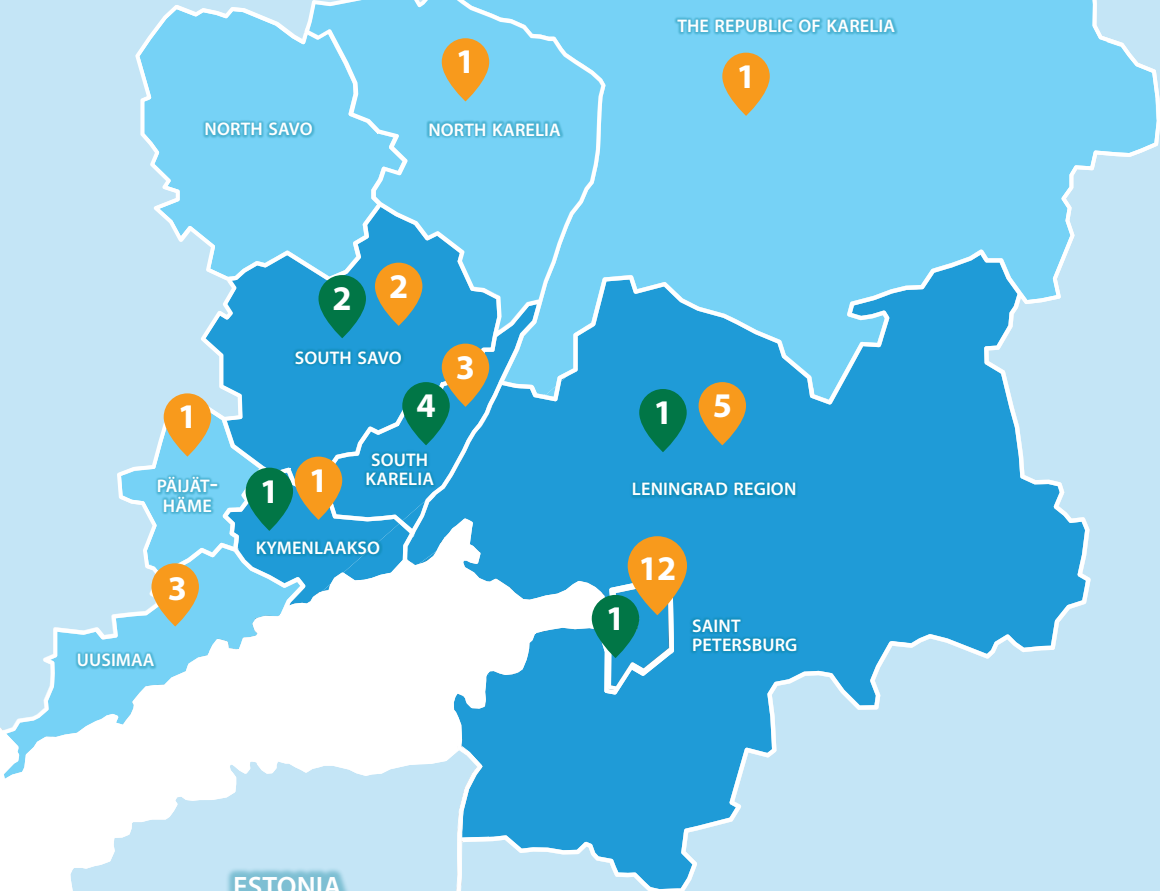 THE REPUBLIC OF KARELIA
1
1
NORTH SAVO
NORTH KARELIA
2
2
SOUTH SAVO
3
4
1
5
1
SOUTH
KARELIA
PÄIJÄT-
HÄME
1
1
LENINGRAD REGION
KYMENLAAKSO
12
3
1
SAINT
PETERSBURG
UUSIMAA
ESTONIA